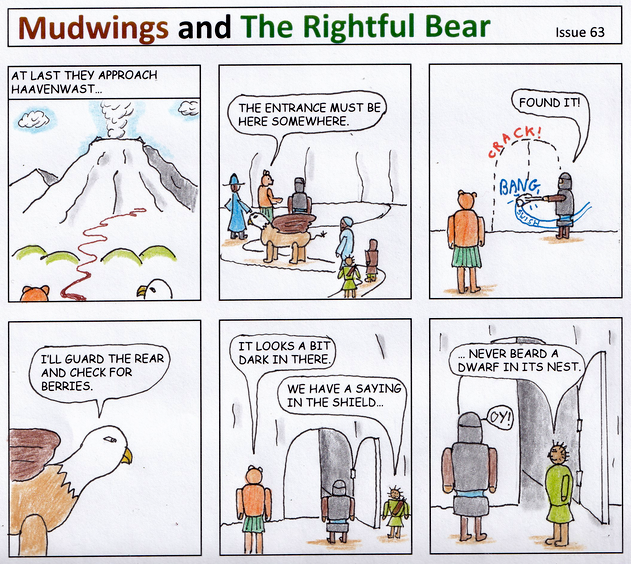 Mudwings and The Rightful Bear
Issue 63
AT LAST THEY APPROACH
HAAVENWAST...
THE ENTRANCE MUST BE
HERE SOMEWHERE.
FOUND IT!
CRACK!
BANG
SWISH
I'LL GUARD THE REAR
AND CHECK FOR
BERRIES.
IT LOOKS A BIT
DARK IN THERE.
WE HAVE A SAYING
IN THE SHIELD...
... NEVER BEARD A
DWARF IN ITS NEST.
OY!